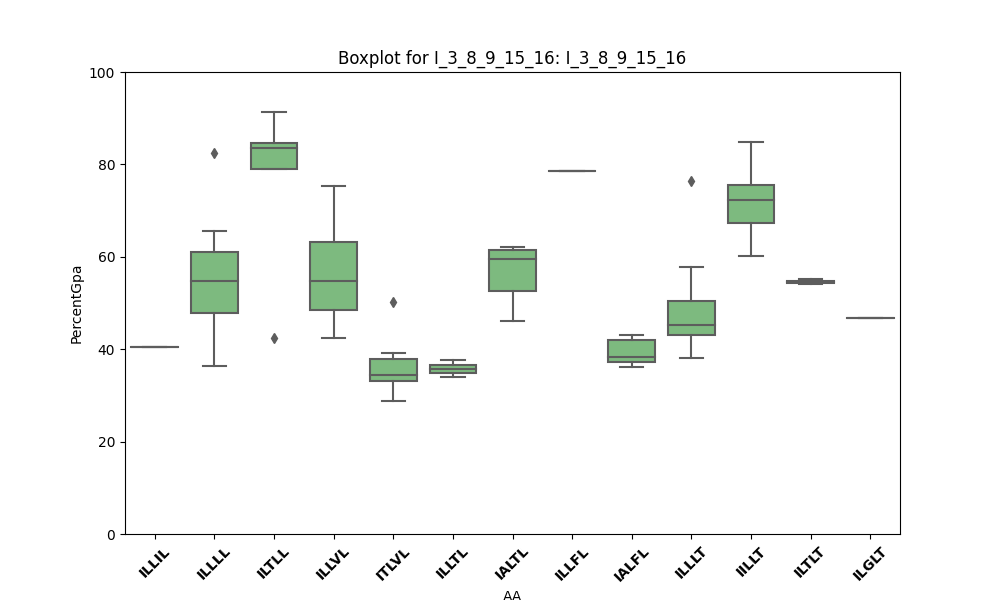 Boxplot for I_3_8_9_15_16: I_3_8_9_15_16
100
80
60
40
20
0
PercentGpa
ILLIL ILLLL ILTLL ILLVL ITLVL ILLTL IALTL ILLFL IALFL ILLLT IILLT ILTLT ILGLT
AA